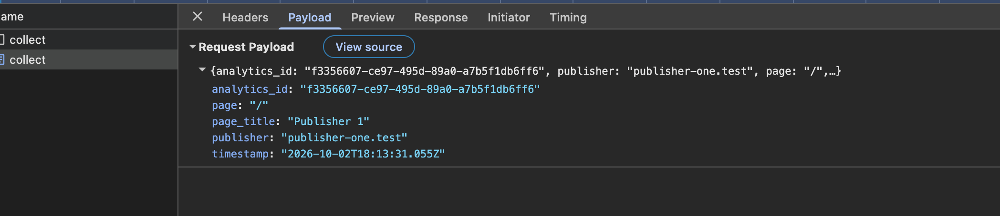 ame
collect
collect
Headers Payload Preview Response Initiator Timing
Request Payload View source
{analytics_id: "f3356607-ce97-495d-89a0-a7b5f1db6ff6", publisher: "publisher-one.test", page: "/",…}
analytics_id: "f3356607-ce97-495d-89a0-a7b5f1db6ff6"
page: "/"
page_title: "Publisher 1"
publisher: "publisher-one.test"
timestamp: "2026-10-02T18:13:31.055Z"